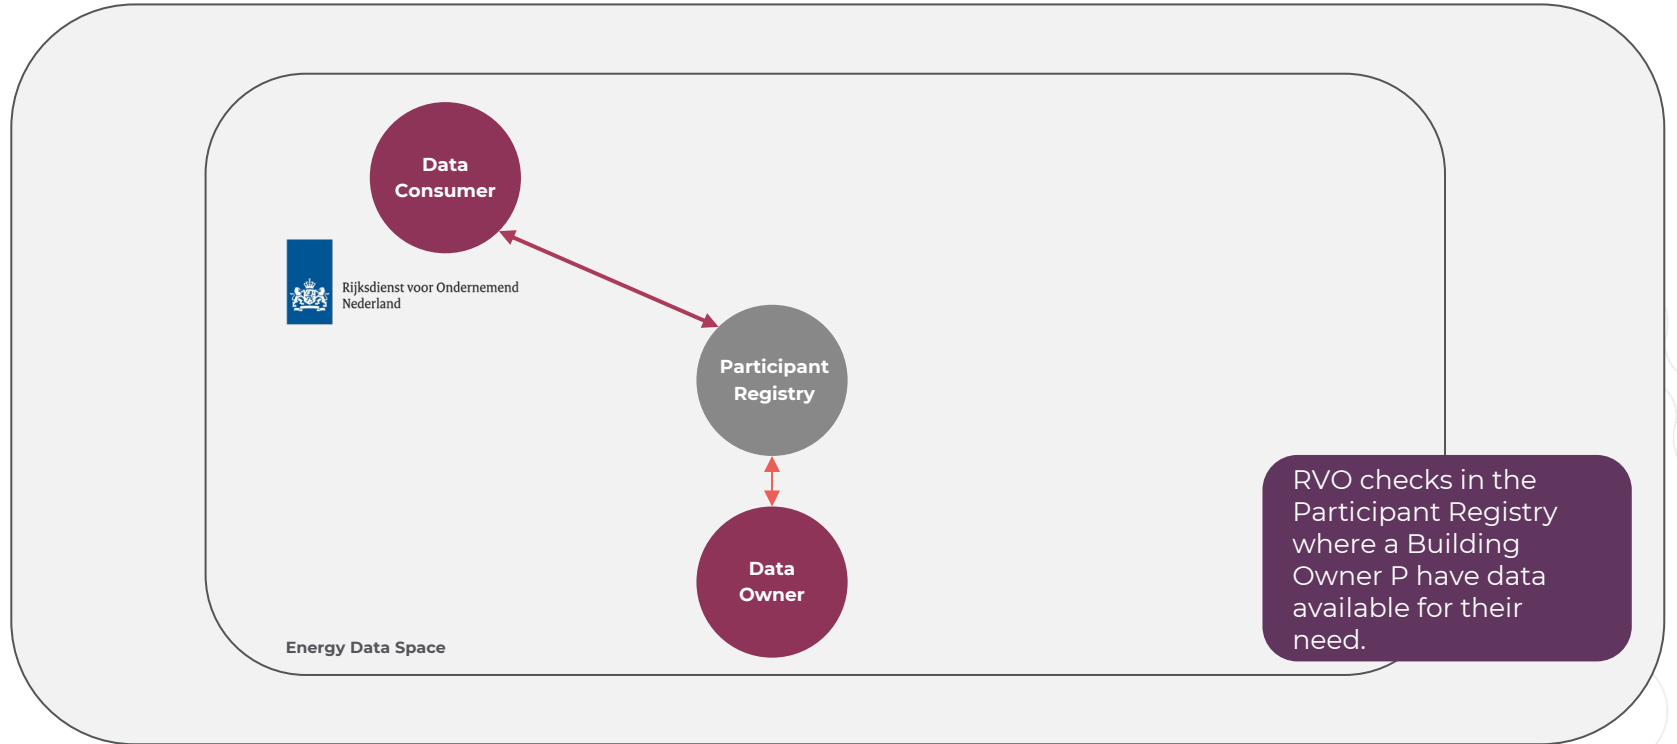 Data
Consumer
Rijksdienst voor Ondernemend
Nederland
Participant
Registry
Data
Owner
Energy Data Space
RVO checks in the
Participant Registry
where a Building
Owner P have data
available for their
need.